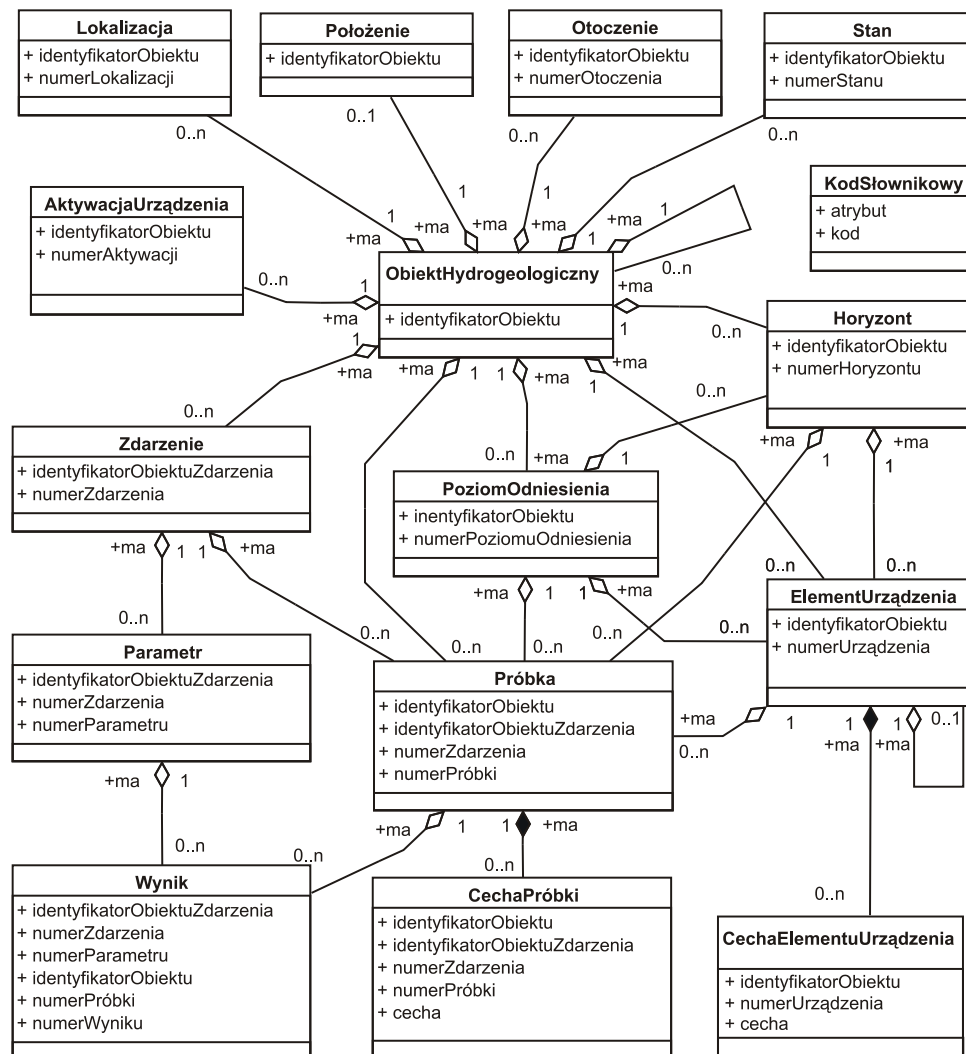 Lokalizacja
+ identyfikatorObiektu
+ numerLokalizacji
Położenie
+ identyfikatorObiektu
Otoczenie
+ identyfikatorObiektu
+ numerOtoczenia
Stan
+ identyfikatorObiektu
+ numerStanu
0..n
0..1
0..n
0..n
AktywacjaUrządzenia
+ identyfikatorObiektu
+ numerAktywacji
KodSłownikowy
+ atrybut
+ kod
1
+ma
1
+ma
1
+ma
1
+ma
1
+ma
0..n
ObiektHydrogeologiczny
+ identyfikatorObiektu
0..n
1
+ma
+ma
1
0..n
Horyzont
+ identyfikatorObiektu
+ numerHoryzontu
1
+ma
0..n
+ma
1
1
+ma
1
+ma
0..n
Zdarzenie
+ identyfikatorObiektuZdarzenia
+ numerZdarzenia
0..n
+ma
1
+ma
1
1
+ma
PoziomOdniesienia
+ inentyfikatorObiektu
+ numerPoziomuOdniesienia
+ma
1
1
+ma
0..n
+ma
1
1
+ma
0..n
0..n
ElementUrządzenia
+ identyfikatorObiektu
+ numerUrządzenia
Parametr
+ identyfikatorObiektuZdarzenia
+ numerZdarzenia
+ numerParametru
0..n
0..n
0..n
0..n
0..n
Próbka
+ identyfikatorObiektu
+ identyfikatorObiektuZdarzenia
+ numerZdarzenia
+ numerPróbki
+ma
1
0..n
1
+ma
1
+ma
0..1
+ma
1
+ma
1
1
+ma
0..n
0..n
0..n
Wynik
+ identyfikatorObiektuZdarzenia
+ numerZdarzenia
+ numerParametru
+ identyfikatorObiektu
+ numerPróbki
+ numerWyniku
CechaPróbki
+ identyfikatorObiektu
+ identyfikatorObiektuZdarzenia
+ numerZdarzenia
+ numerPróbki
+ cecha
CechaElementuUrządzenia
+ identyfikatorObiektu
+ numerUrządzenia
+ cecha